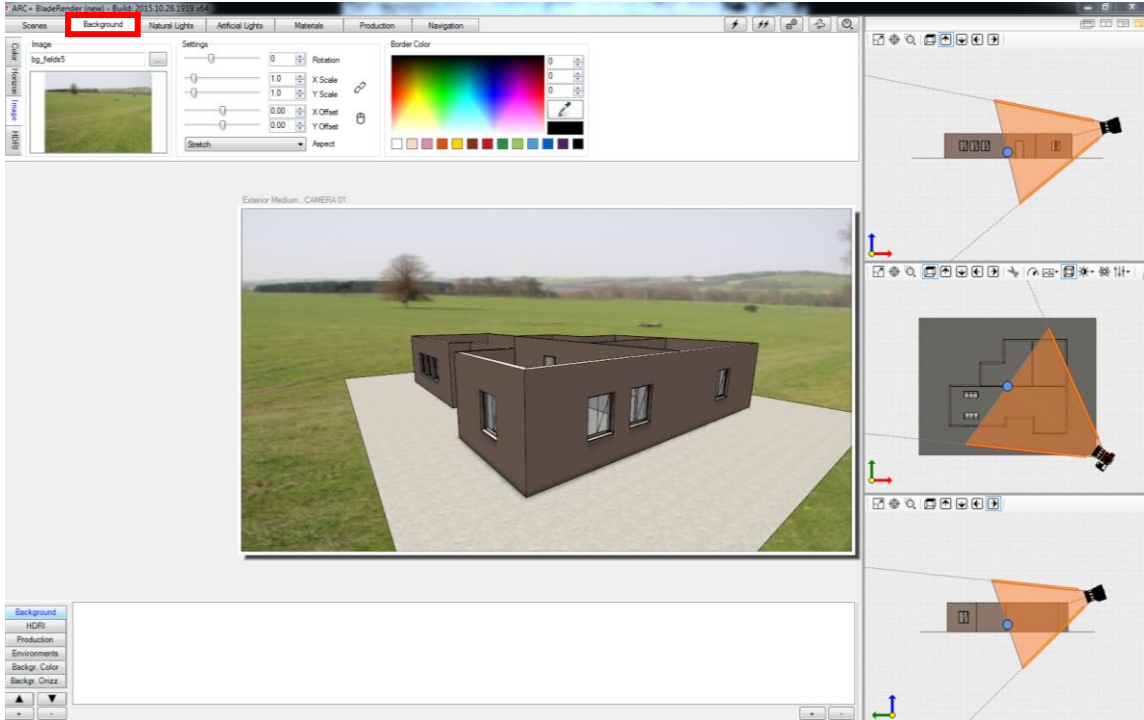 ARC+ BladeRender (new) - Build: 2015.10.28.1919 x64
Scenes Background Natural Lights Artificial Lights Materials Production Navigation
Color
Horizon
Image
HDRI
Image
bg_fields5
...
Settings
0 Rotation
1.0 X Scale
1.0 Y Scale
0.00 X Offset
0.00 Y Offset
Stretch Aspect
Border Color
0
0
0
Exterior Medium , CAMERA 01
Background
HDRI
Production
Environments
Backgr. Color
Backgr. Orizz.
+ -
+ -